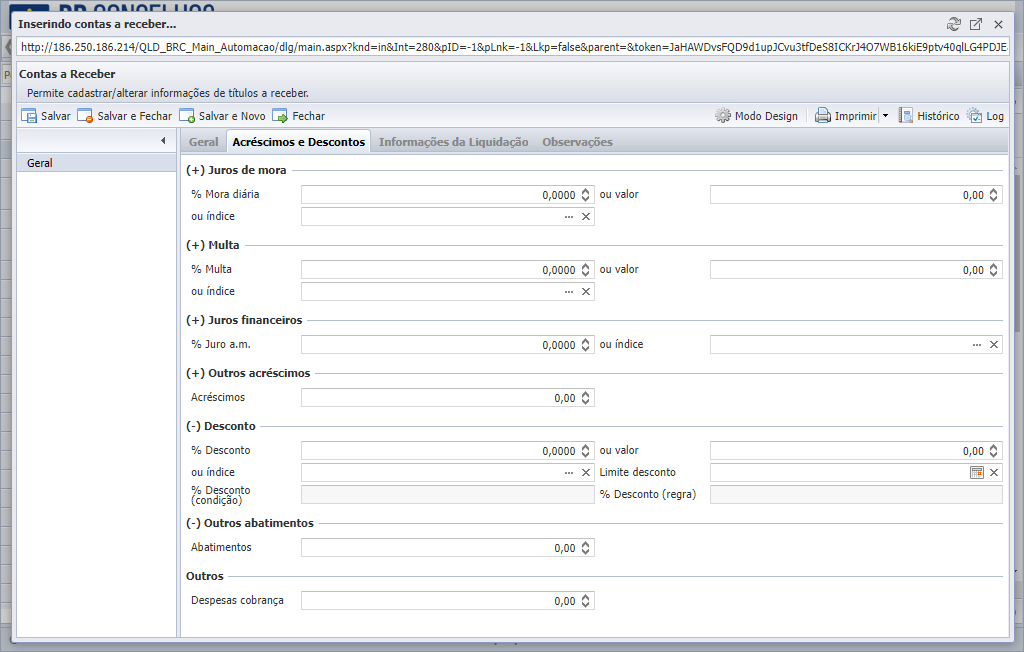 BR CONSELHOS
Inserindo contas a receber...
http://186.250.186.214/QLD_BRC_Main_Automacao/dlg/main.aspx?knd=in&Int=280&pID=-1&pLnk=-1&Lkp=false&parent=&token=JaHAWDvsFQD9d1upJCvu3tfDeS8ICKrJ4O7WB16kiE9ptv40qlLG4PDJE
Contas a Receber
Permite cadastrar/alterar informações de títulos a receber.
Salvar Salvar e Fechar Salvar e Novo Fechar Modo Design Imprimir Histórico Log
Geral Acréscimos e Descontos Informações da Liquidação Observações
Geral
(+) Juros de mora
% Mora diária 0,0000 ou valor 0,00
ou índice
(+) Multa
% Multa 0,0000 ou valor 0,00
ou índice
(+) Juros financeiros
% Juro a.m. 0,0000 ou índice
(+) Outros acréscimos
Acréscimos 0,00
(-) Desconto
% Desconto 0,0000 ou valor 0,00
ou índice Limite desconto
% Desconto (condição) % Desconto (regra)
(-) Outros abatimentos
Abatimentos 0,00
Outros
Despesas cobrança 0,00